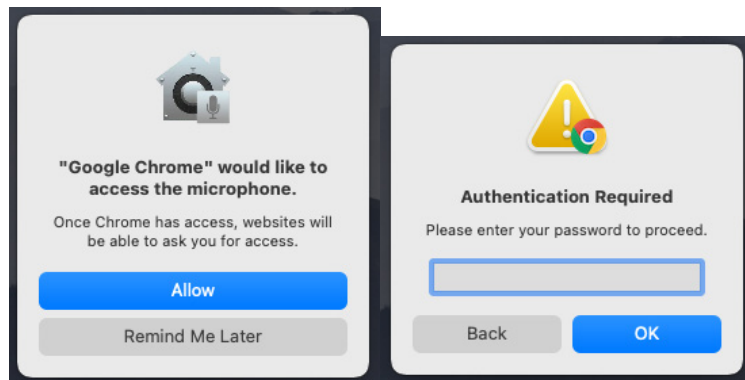 "Google Chrome" would like to
access the microphone.
Once Chrome has access, websites will
be able to ask you for access.
Allow
Remind Me Later
Authentication Required
Please enter your password to proceed.
Back
OK